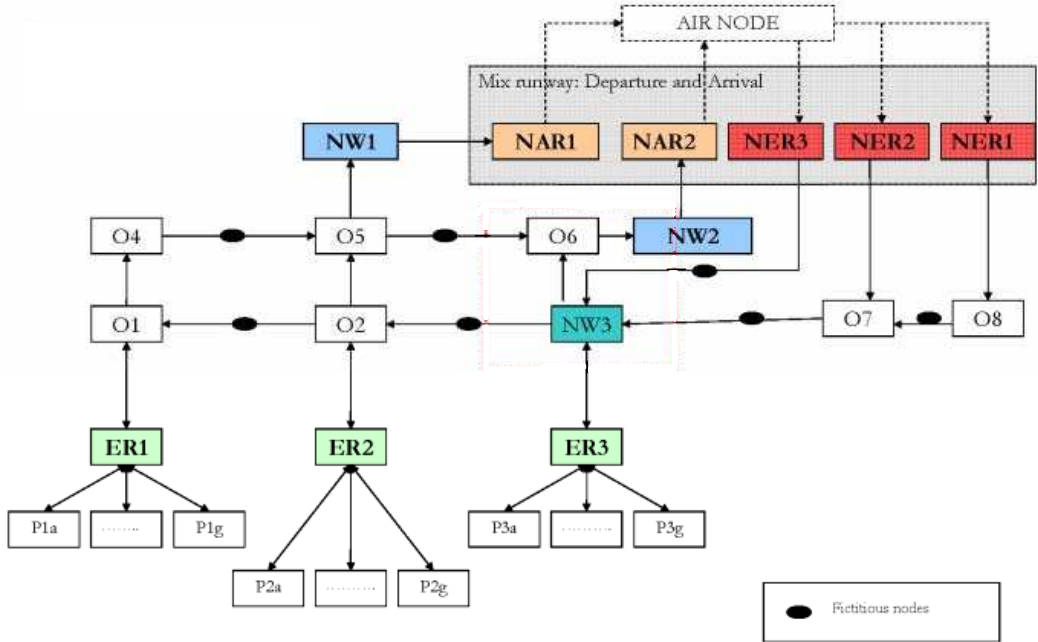 AIR NODE
Mix runway: Departure and Arrival
NW1
NAR1
NAR2
NER3
NER2
NER1
O4
O5
O6
NW2
O1
O2
NW3
O7
O8
ER1
ER2
ER3
P1a
........
P1g
P3a
..........
P3g
P2a
..........
P2g
Fictitious nodes